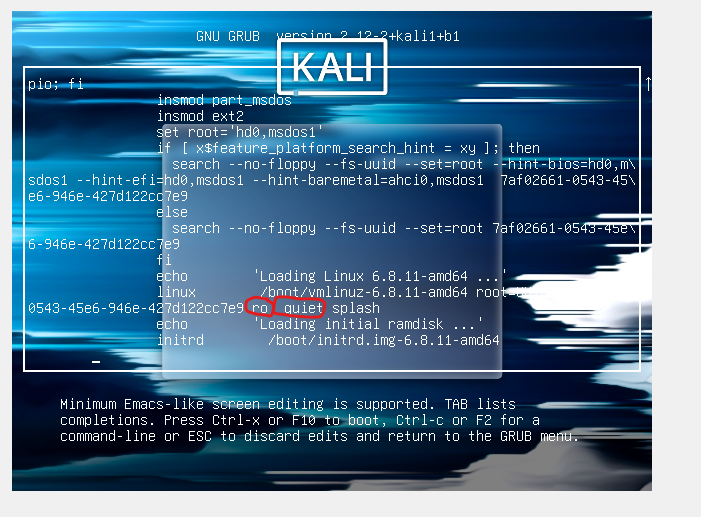 GNU GRUB version 2.12-2+kali1+b1
KALI
pio; fi
insmod part_msdos
insmod ext2
set root='hd0,msdos1'
if [ x$feature_platform_search_hint = xy ]; then
search --no-floppy --fs-uuid --set=root --hint-bios=hd0,m\
sdos1 --hint-efi=hd0,msdos1 --hint-baremetal=ahci0,msdos1 7af02661-0543-45\
e6-946e-427d122cc7e9
else
search --no-floppy --fs-uuid --set=root 7af02661-0543-45e\
6-946e-427d122cc7e9
fi
echo 'Loading Linux 6.8.11-amd64 ...'
linux /boot/vmlinuz-6.8.11-amd64
0543-45e6-946e-427d122cc7e9 ro quiet splash
echo 'Loading initial ramdisk ...'
initrd /boot/initrd.img-6.8.11-amd64
Minimum Emacs-like screen editing is supported. TAB lists
completions. Press Ctrl-x or F10 to boot, Ctrl-c or F2 for a
command-line or ESC to discard edits and return to the GRUB menu.